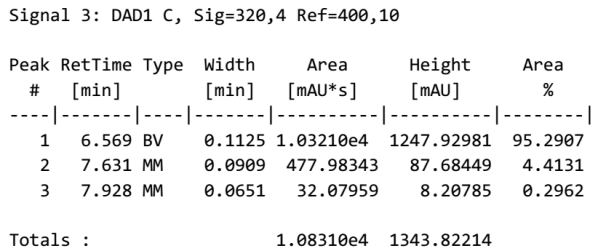 Signal 3: DAD1 C, Sig=320,4 Ref=400,10
Peak RetTime Type  Width     Area      Height     Area
  #   [min]        [min]   [mAU*s]     [mAU]        %
----|-------|----|-------|----------|----------|--------|
   1   6.569 BV    0.1125 1.03210e4  1247.92981  95.2907
   2   7.631 MM    0.0909  477.98343   87.68449   4.4131
   3   7.928 MM    0.0651   32.07959    8.20785   0.2962
Totals :                  1.08310e4  1343.82214